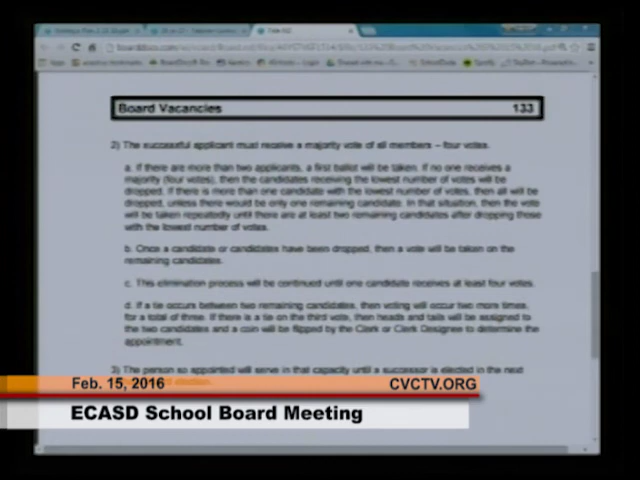 Board Vacancies 133
2) The successful applicant must receive a majority vote of all members – four votes.
a. If there are more than two applicants, a first ballot will be taken. If no one receives a
majority (four votes), then the candidates receiving the lowest number of votes will be
dropped. If there is more than one candidate with the lowest number of votes, then all will be
dropped, unless there would be only one remaining candidate. In that situation, then the vote
will be taken repeatedly until there are at least two remaining candidates after dropping those
with the lowest number of votes.
b. Once a candidate or candidates have been dropped, then a vote will be taken on the
remaining candidates.
c. This elimination process will be continued until one candidate receives at least four votes.
d. If a tie occurs between two remaining candidates, then voting will occur two more times,
for a total of three. If there is a tie on the third vote, then heads and tails will be assigned to
the two candidates and a coin will be flipped by the Clerk or Clerk Designee to determine the
appointment.
3) The person so appointed will serve in that capacity until a successor is elected in the next
Feb. 15, 2016 CVCTV.ORG
ECASD School Board Meeting